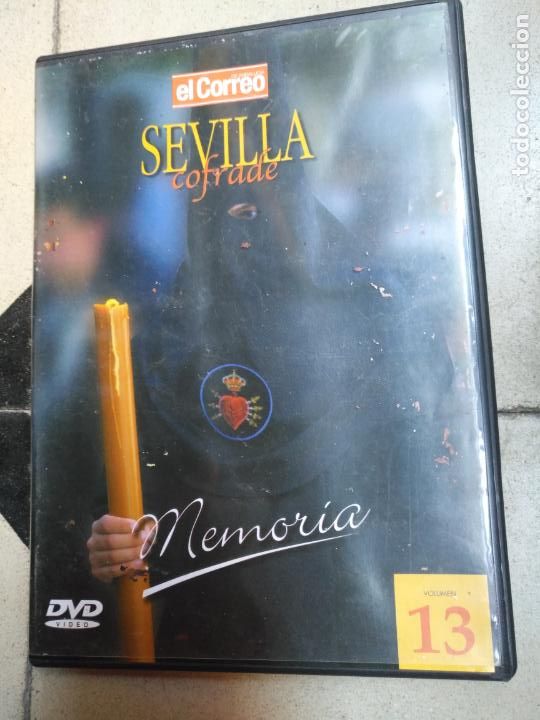 el Correo
SEVILLA
cofrade
Memoria
DVD
VIDEO
VOLUMEN
13
todocoleccion